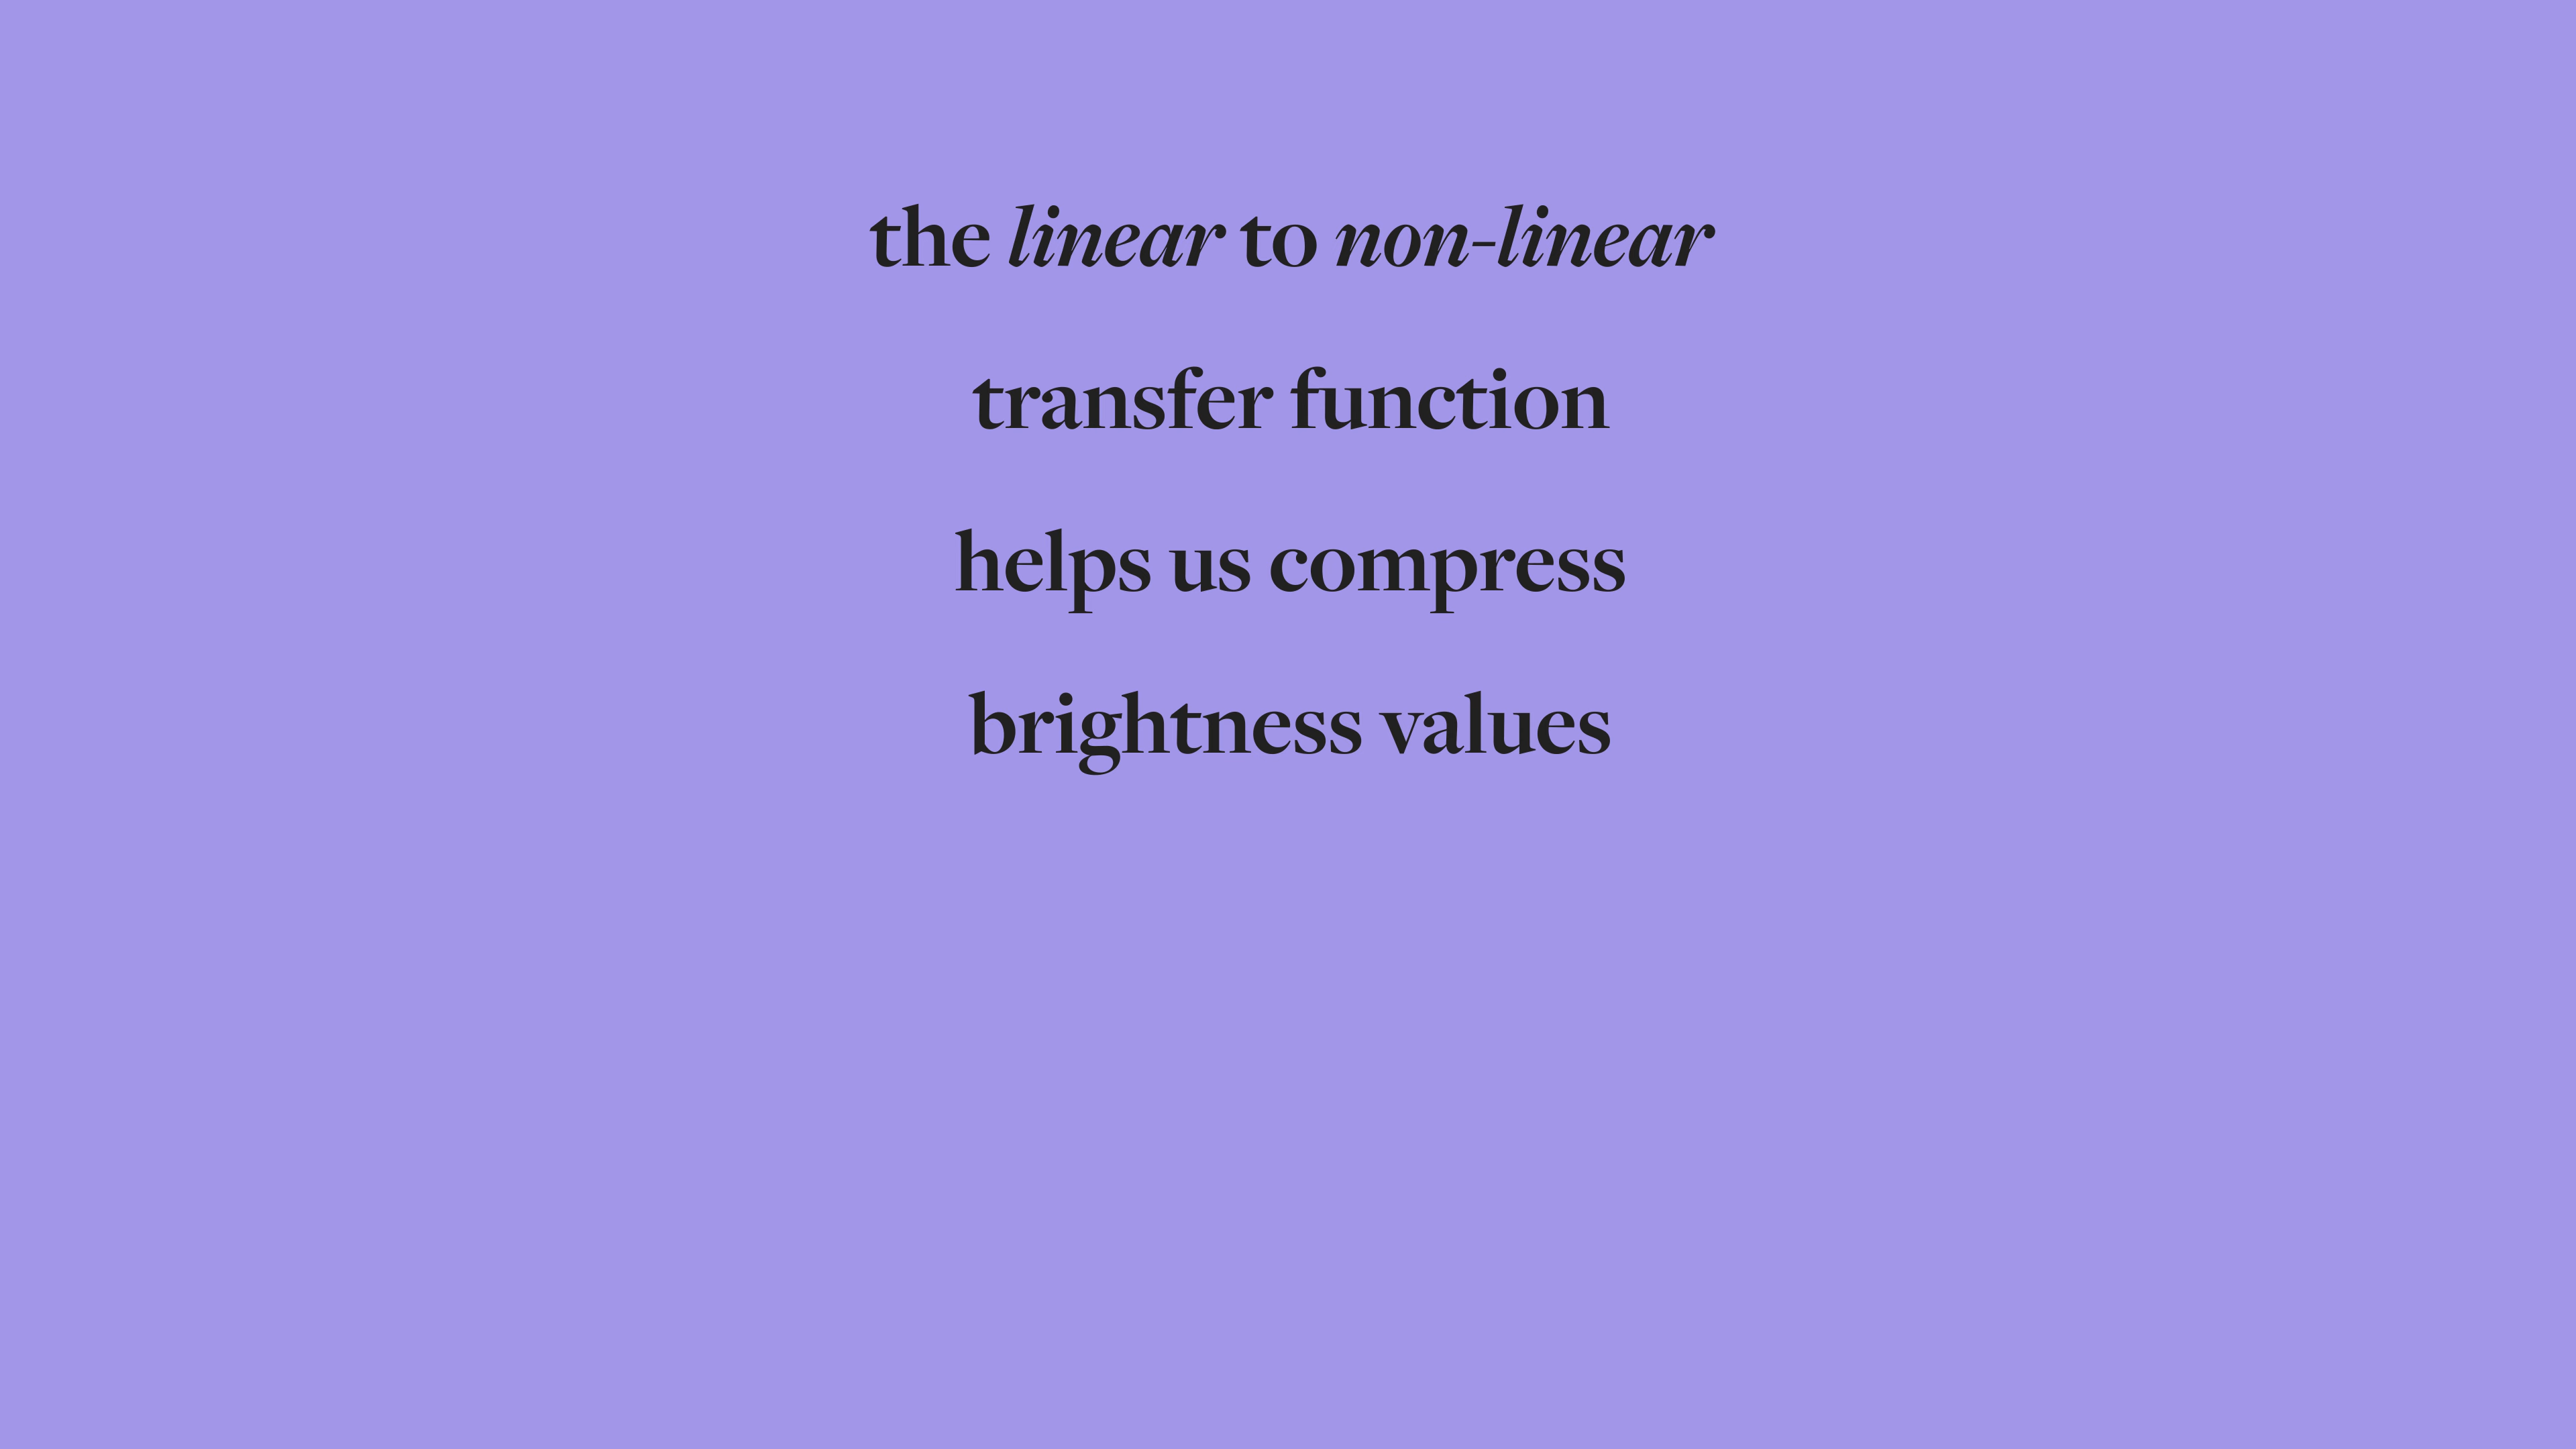 the linear to non-linear
transfer function
helps us compress
brightness values